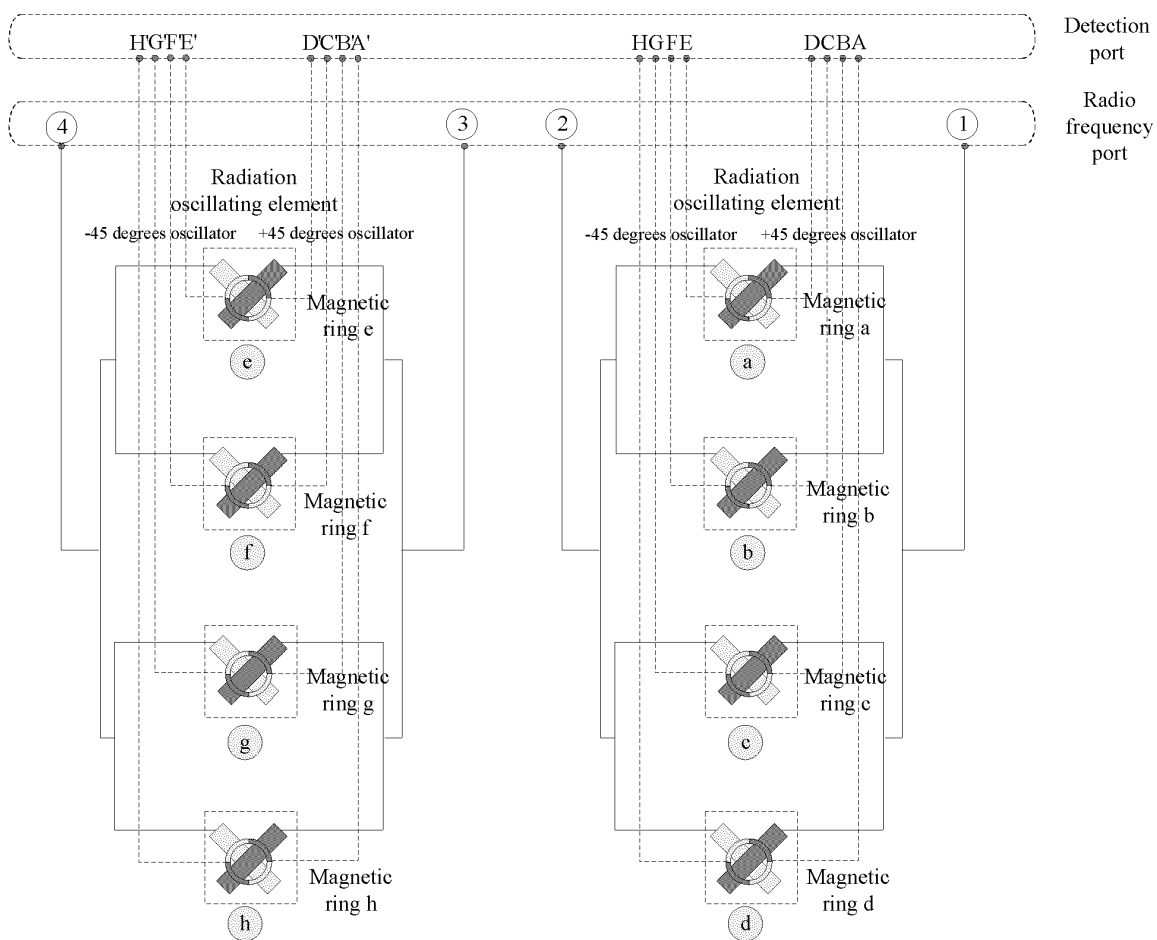 H'G'F'E' D'C'B'A' HGFE DCBA
Detection
port
4 3 2 1
Radio
frequency
port
Radiation
oscillating element
-45 degrees oscillator +45 degrees oscillator
Magnetic
ring e
e
Magnetic
ring f
f
Magnetic
ring g
g
Magnetic
ring h
h
Radiation
oscillating element
-45 degrees oscillator +45 degrees oscillator
Magnetic
ring a
a
Magnetic
ring b
b
Magnetic
ring c
c
Magnetic
ring d
d